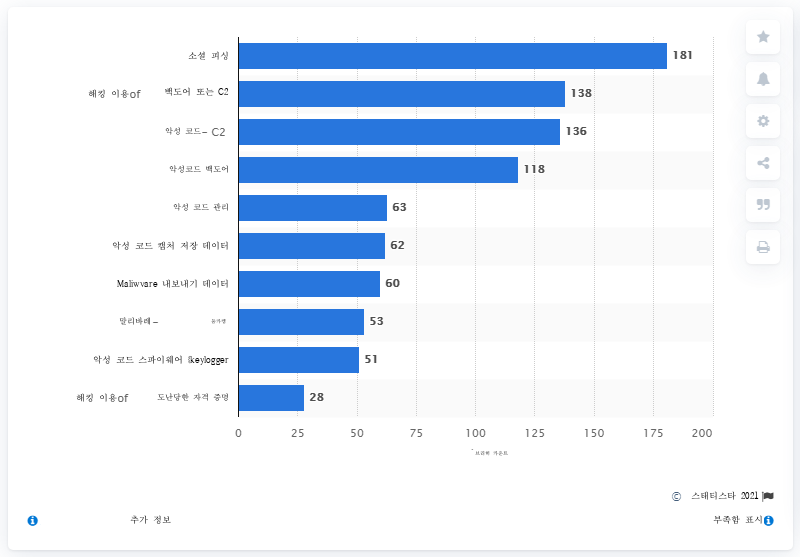 소셜 피싱
181
해킹 이용of 백도어 또는 C2
138
악성 코드- C2
136
악성코드 백도어
118
악성 코드 관리
63
악성 코드 캡처 저장 데이터
62
Maliwvare 내보내기 데이터
60
말리바레-
53
악성 코드 스파이웨어 (keylogger
51
해킹 이용of 도난당한 자격 증명
28
0 25 50 75 100 125 150 175 200
© 스태티스타 2021
추가 정보
부족함 표시